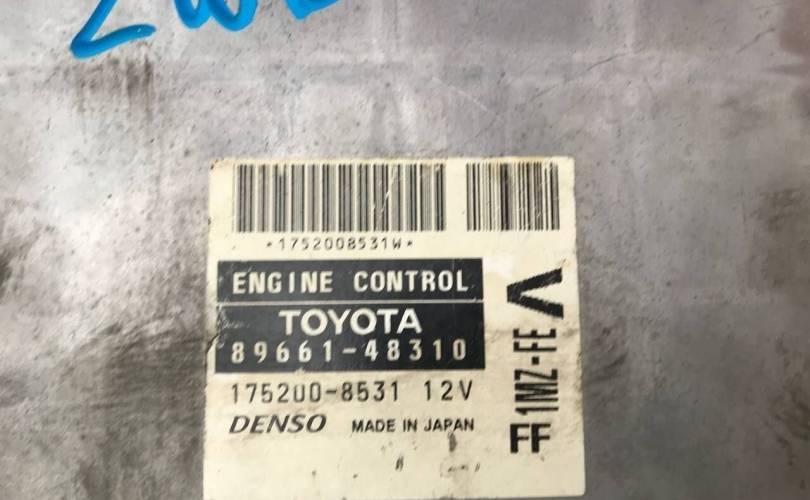 *1752008531W*
ENGINE CONTROL
TOYOTA
89661-48310
175200-8531 12V
DENSO MADE IN JAPAN
FF 1MZ-FE V